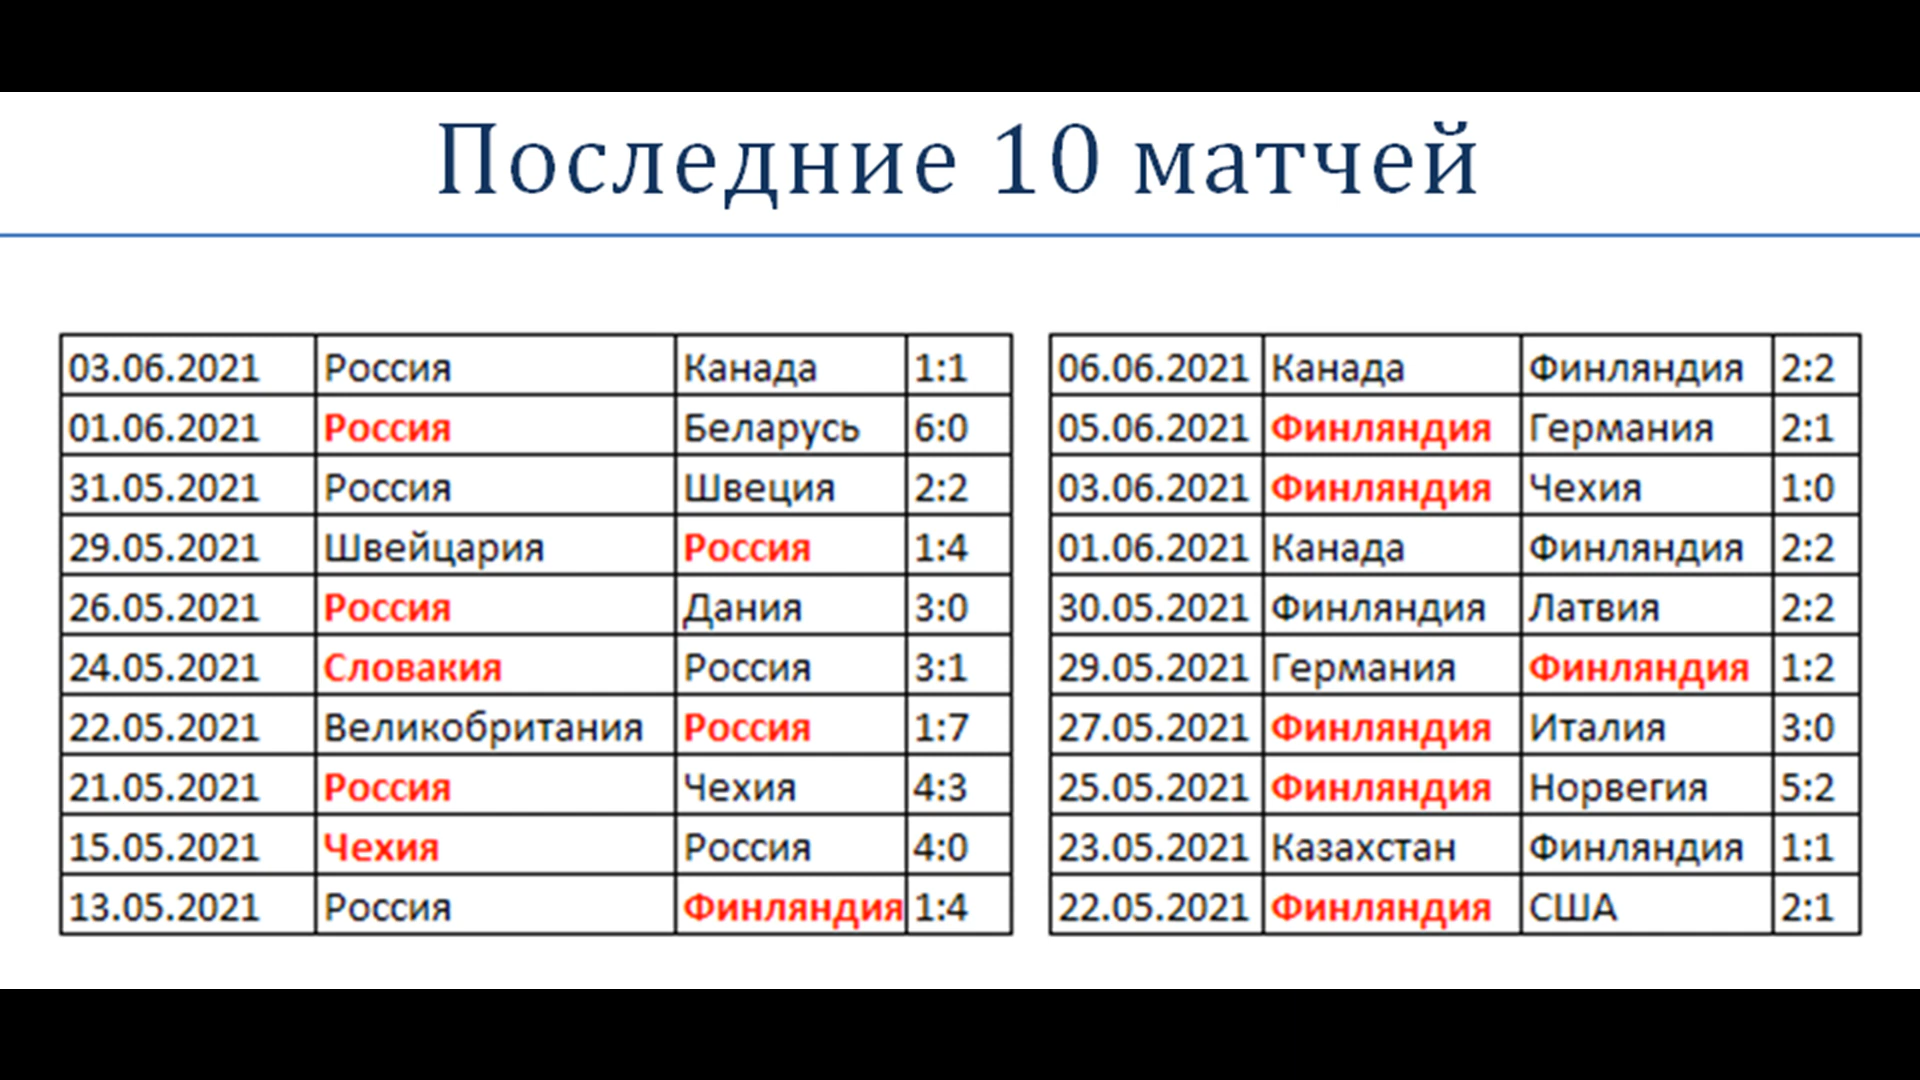 Последние 10 матчей
03.06.2021 Россия Канада 1:1
01.06.2021 Россия Беларусь 6:0
31.05.2021 Россия Швеция 2:2
29.05.2021 Швейцария Россия 1:4
26.05.2021 Россия Дания 3:0
24.05.2021 Словакия Россия 3:1
22.05.2021 Великобритания Россия 1:7
21.05.2021 Россия Чехия 4:3
15.05.2021 Чехия Россия 4:0
13.05.2021 Россия Финляндия 1:4
06.06.2021 Канада Финляндия 2:2
05.06.2021 Финляндия Германия 2:1
03.06.2021 Финляндия Чехия 1:0
01.06.2021 Канада Финляндия 2:2
30.05.2021 Финляндия Латвия 2:2
29.05.2021 Германия Финляндия 1:2
27.05.2021 Финляндия Италия 3:0
25.05.2021 Финляндия Норвегия 5:2
23.05.2021 Казахстан Финляндия 1:1
22.05.2021 Финляндия США 2:1